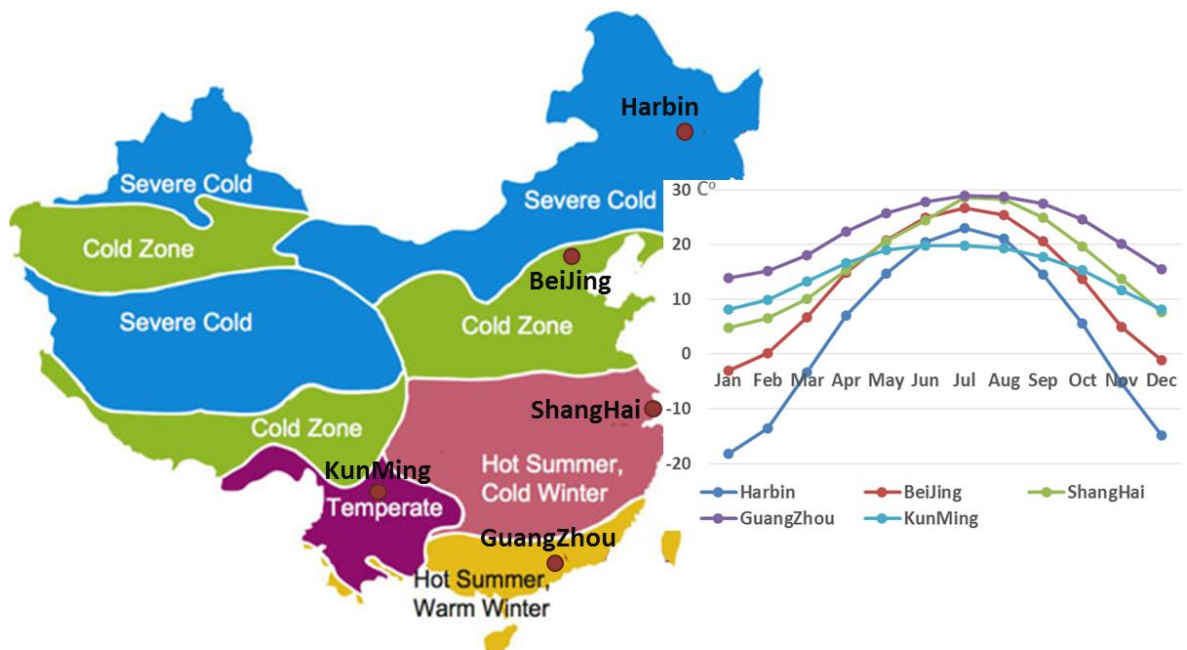 Harbin
Severe Cold
Severe Cold
Cold Zone
BeiJing
Severe Cold
Cold Zone
ShangHai
Cold Zone
KunMing
Hot Summer,
Cold Winter
Temperate
GuangZhou
Hot Summer,
Warm Winter
30 C°
20
10
0
Jan Feb Mar Apr May Jun Jul Aug Sep Oct Nov Dec
-10
-20
Harbin BeiJing ShangHai
GuangZhou KunMing